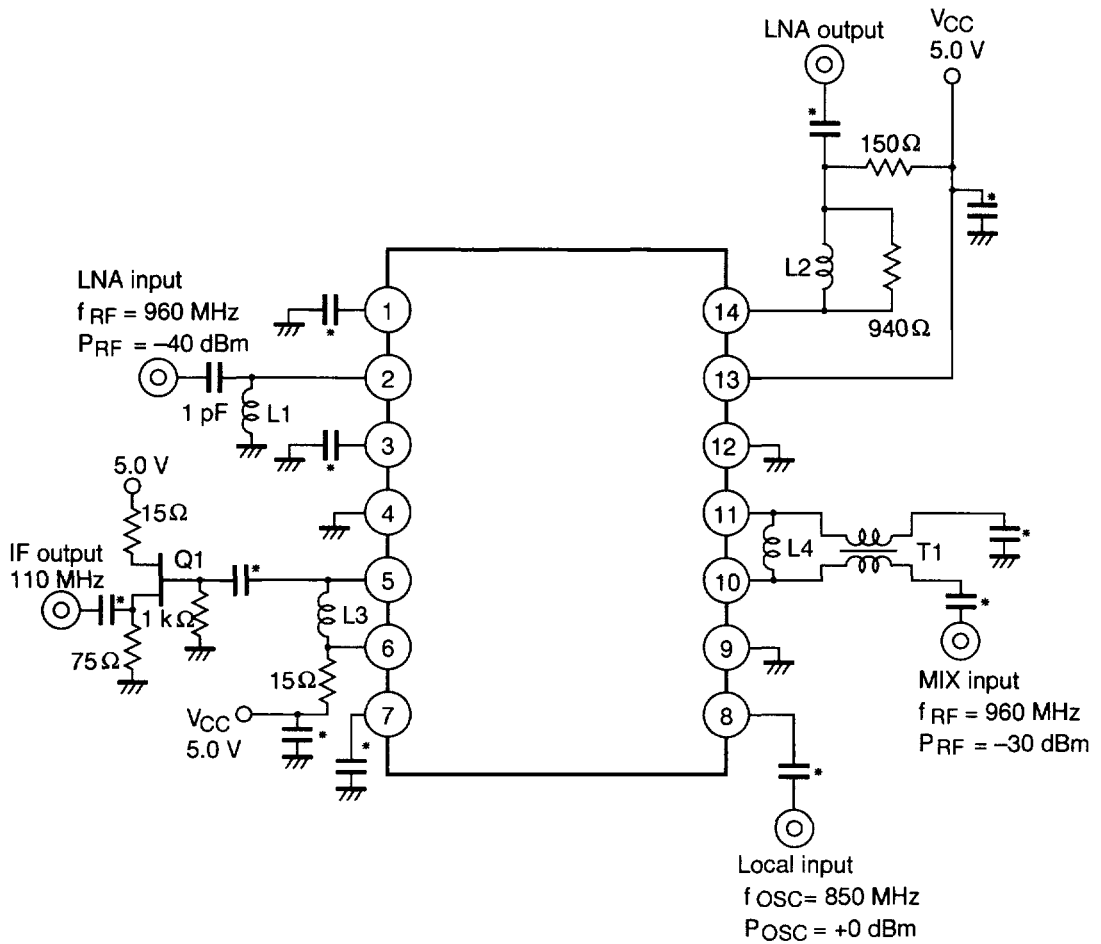 LNA output
VCC
5.0 V
*
150Ω
*
L2
940Ω
LNA input
f RF = 960 MHz
PRF = –40 dBm
1 pF
L1
*
*
1
2
3
4
5
6
7
14
13
12
11
10
9
8
5.0 V
15Ω
IF output
110 MHz
Q1
*
*
1 kΩ
75Ω
L3
15Ω
VCC
5.0 V
*
*
L4
T1
*
*
MIX input
f RF = 960 MHz
PRF = –30 dBm
*
Local input
f OSC= 850 MHz
POSC = +0 dBm